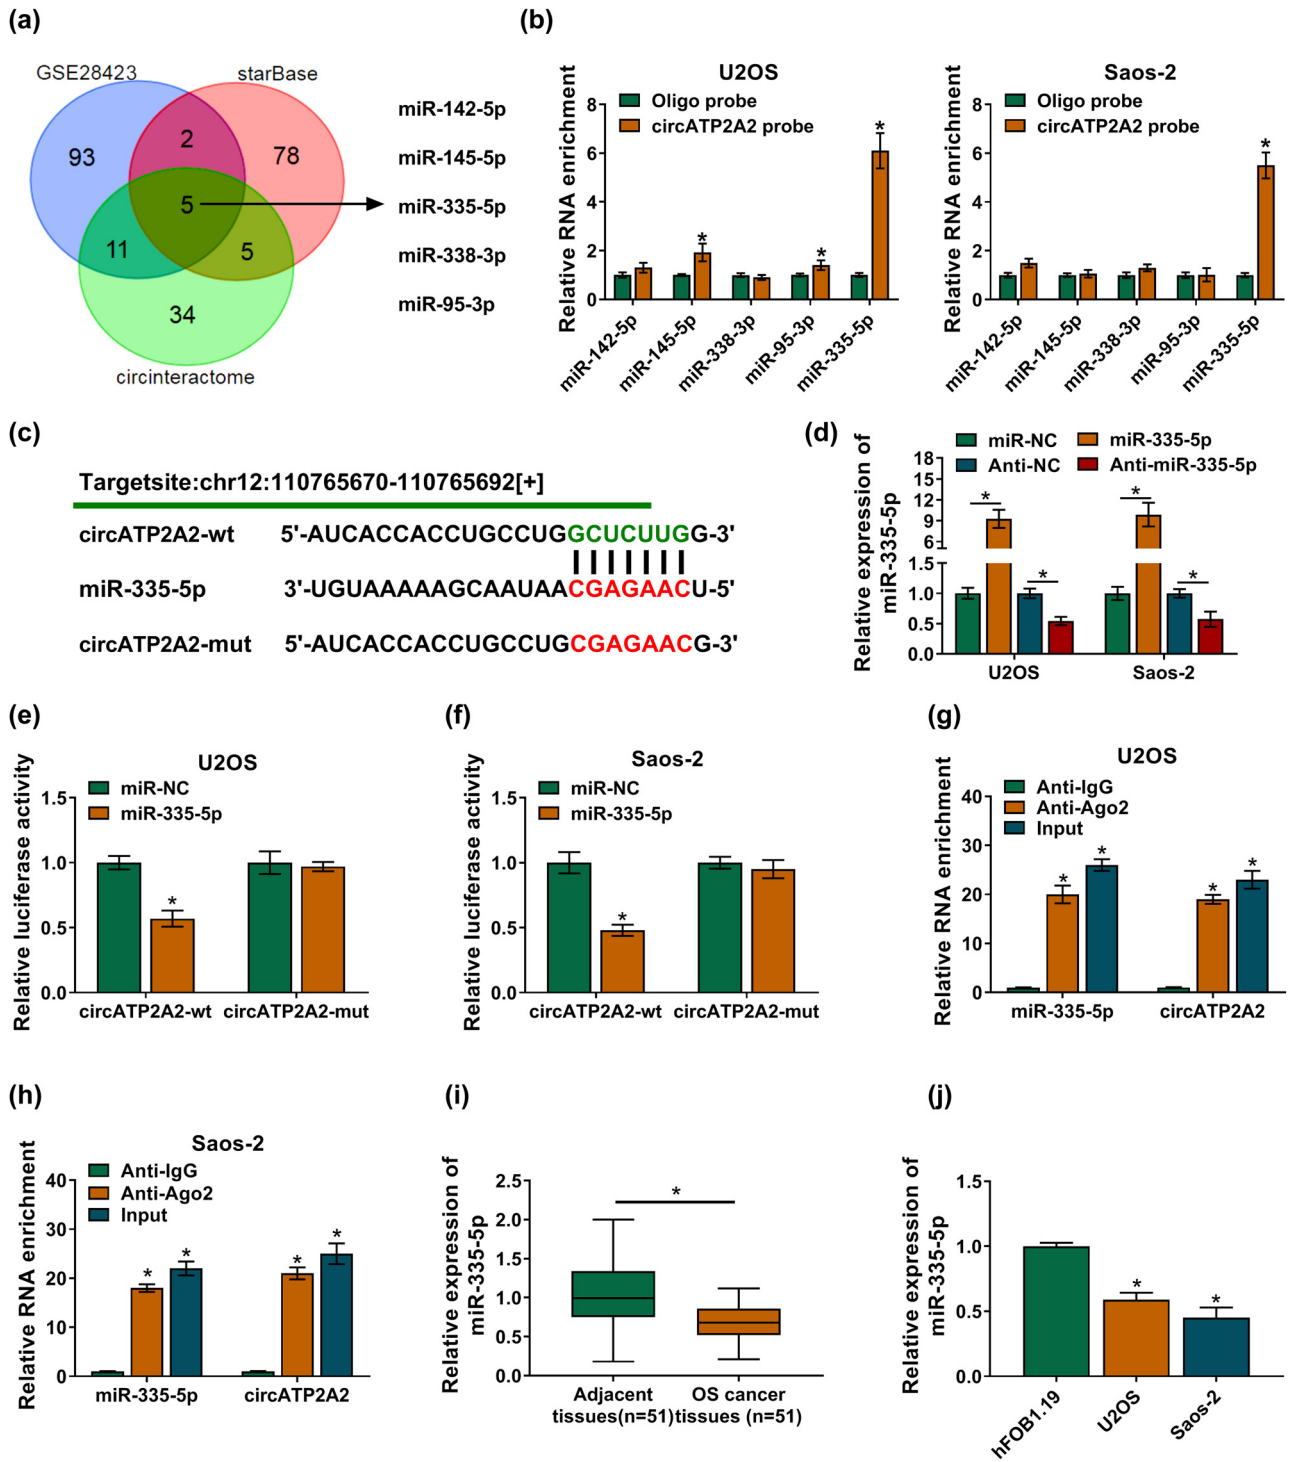 (a)
GSE28423
starBase
93
2
78
5
11
5
34
circinteractome
miR-142-5p
miR-145-5p
miR-335-5p
miR-338-3p
miR-95-3p
(b)
U2OS
Relative RNA enrichment
Oligo probe
circATP2A2 probe
8
6
4
2
0
*
*
*
miR-142-5p
miR-145-5p
miR-338-3p
miR-95-3p
miR-335-5p
Saos-2
Relative RNA enrichment
Oligo probe
circATP2A2 probe
8
6
4
2
0
*
miR-142-5p
miR-145-5p
miR-338-3p
miR-95-3p
miR-335-5p
(c)
Targetsite:chr12:110765670-110765692[+]
circATP2A2-wt 5'-AUCACCACCUGCCUGGCUCUUGG-3'
miR-335-5p 3'-UGUAAAAAGCAAUAACGAGAACU-5'
circATP2A2-mut 5'-AUCACCACCUGCCUGCGAGAACG-3'
(d)
Relative expression of
miR-335-5p
miR-NC
miR-335-5p
Anti-NC
Anti-miR-335-5p
18
15
12
9
6
1.5
1.0
0.5
0.0
*
*
*
*
U2OS
Saos-2
(e)
U2OS
Relative luciferase activity
miR-NC
miR-335-5p
1.5
1.0
0.5
0.0
*
circATP2A2-wt
circATP2A2-mut
(f)
Saos-2
Relative luciferase activity
miR-NC
miR-335-5p
1.5
1.0
0.5
0.0
*
circATP2A2-wt
circATP2A2-mut
(g)
U2OS
Relative RNA enrichment
Anti-IgG
Anti-Ago2
Input
40
30
20
10
0
*
*
*
*
miR-335-5p
circATP2A2
(h)
Saos-2
Relative RNA enrichment
Anti-IgG
Anti-Ago2
Input
40
30
20
10
0
*
*
*
*
miR-335-5p
circATP2A2
(i)
Relative expression of
miR-335-5p
2.5
2.0
1.5
1.0
0.5
0.0
*
Adjacent
tissues(n=51)
OS cancer
tissues (n=51)
(j)
Relative expression of
miR-335-5p
1.5
1.0
0.5
0.0
*
*
hFOB1.19
U2OS
Saos-2